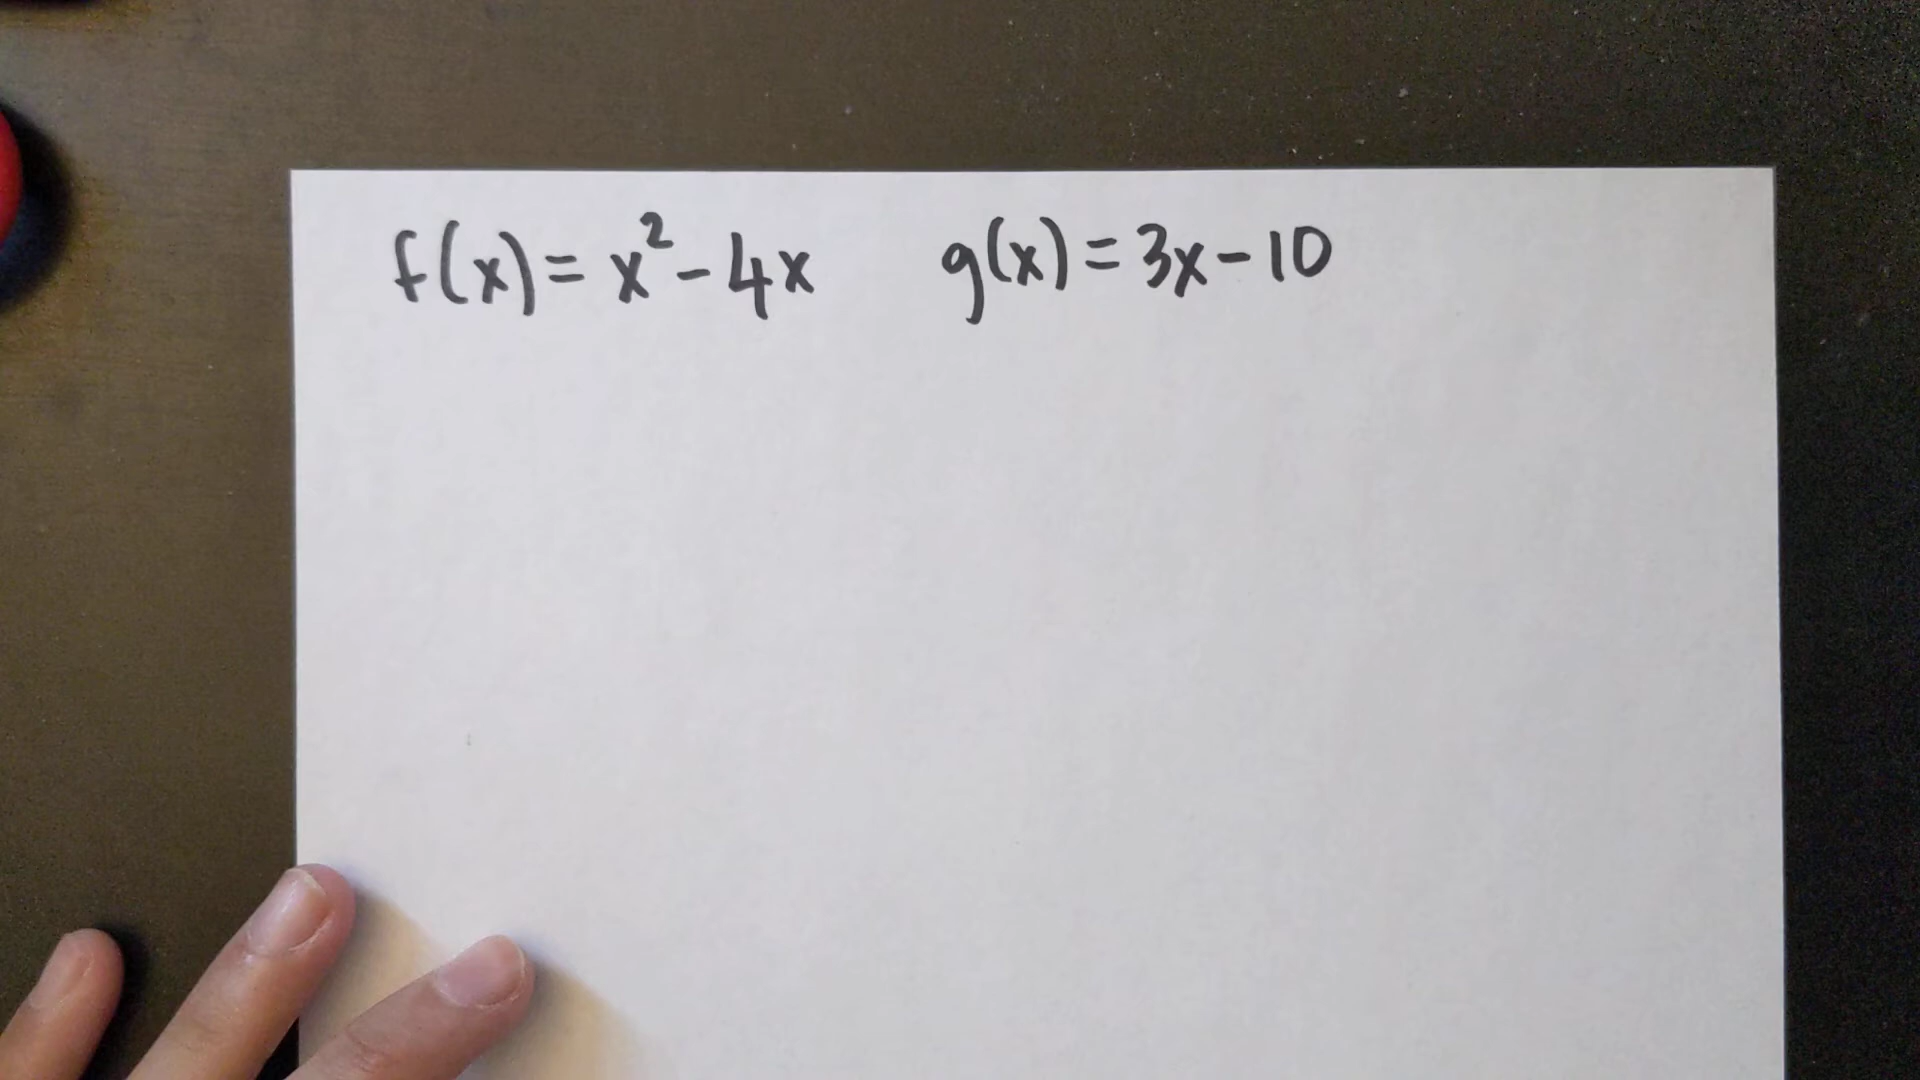 f(x) = x² - 4x g(x) = 3x - 10